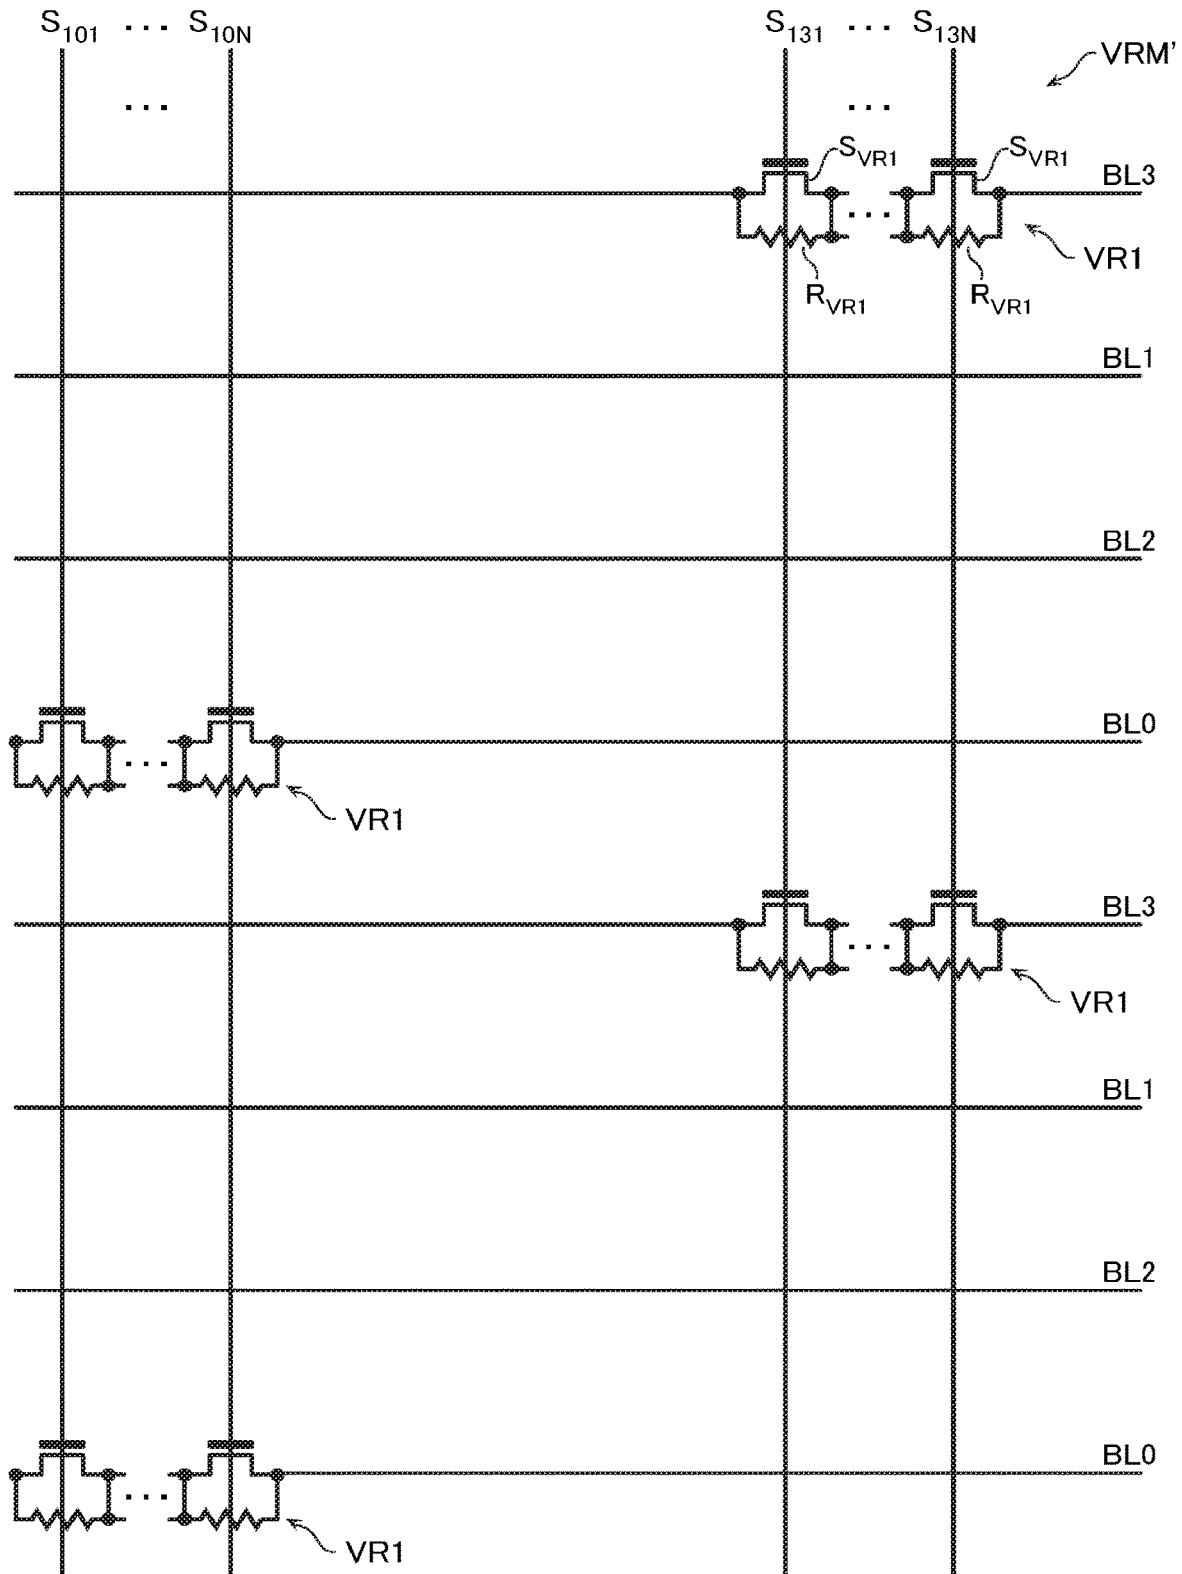 S101 ··· S10N S131 ··· S13N
VRM'
··· ···
SVR1 SVR1
BL3
···
VR1
RVR1 RVR1
BL1
BL2
BL0
···
VR1
BL3
···
VR1
BL1
BL2
BL0
···
VR1